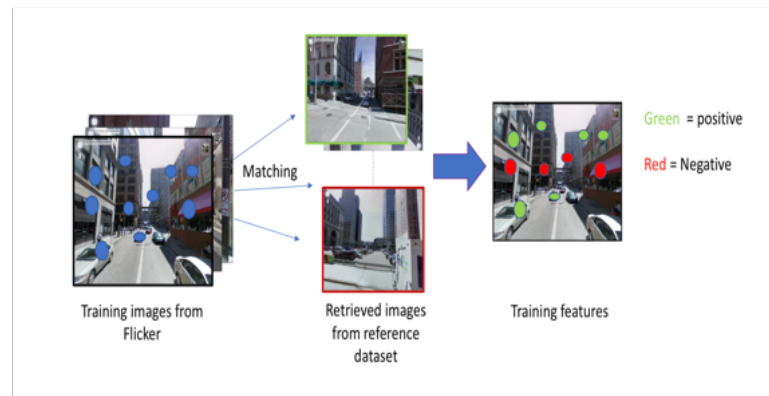 Matching
Green = positive
Red = Negative
Training images from
Flicker
Retrieved images
from reference
dataset
Training features